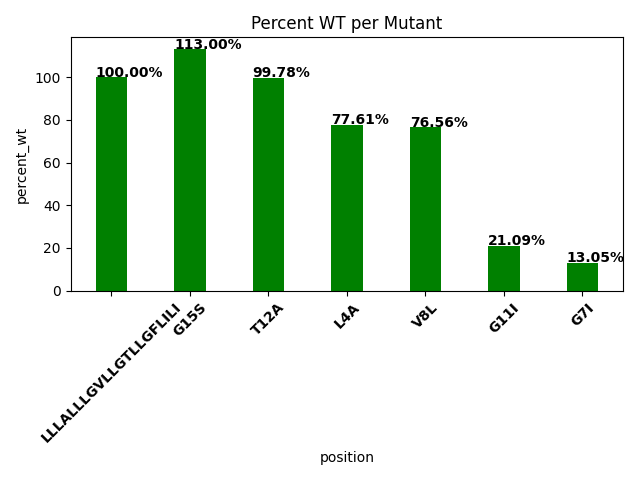 Percent WT per Mutant
percent_wt
100
80
60
40
20
0
100.00%
113.00%
99.78%
77.61%
76.56%
21.09%
13.05%
LLLALLLGVLLGTLLGFLILI
G15S
T12A
L4A
V8L
G11I
G7I
position